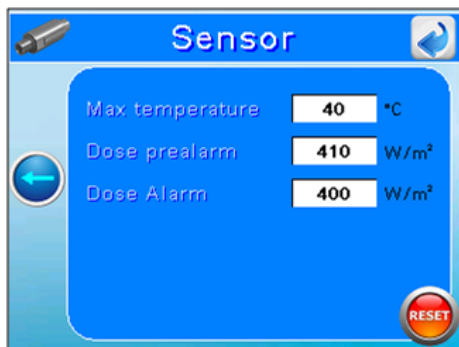 Sensor
Max temperature 40 °C
Dose prealarm 410 W/m²
Dose Alarm 400 W/m²
RESET